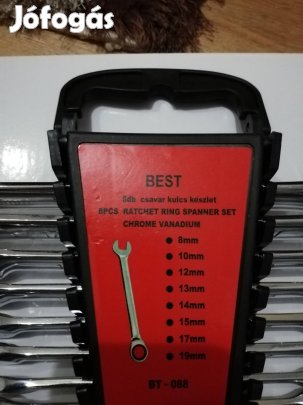 Jófogás
BEST
8db csavar kulcs készlet
8PCS RATCHET RING SPANNER SET
CHROME VANADIUM
8mm
10mm
12mm
13mm
14mm
15mm
17mm
19mm
BT - 088